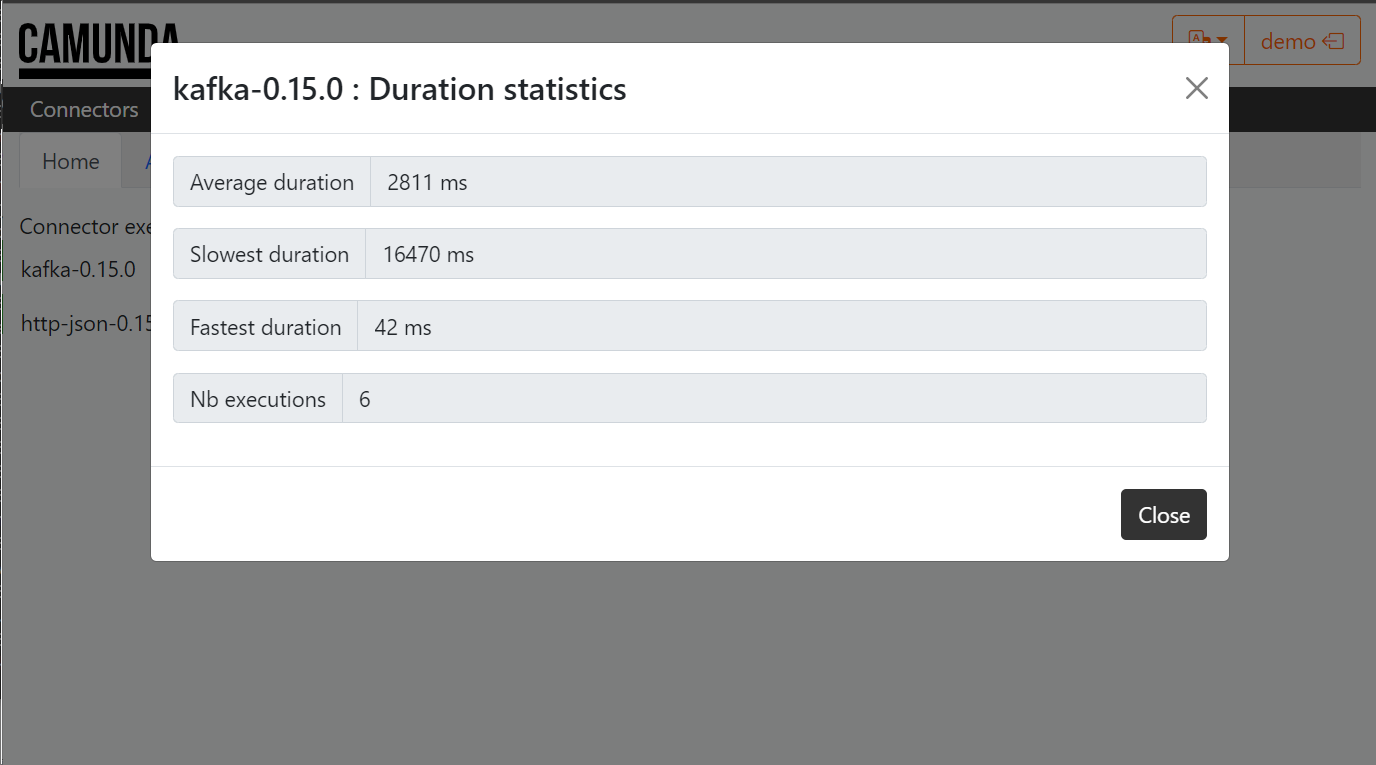 CAMUNDA
demo
kafka-0.15.0 : Duration statistics
Connectors
Home
Average duration 2811 ms
Connector exe
Slowest duration 16470 ms
kafka-0.15.0
http-json-0.15
Fastest duration 42 ms
Nb executions 6
Close